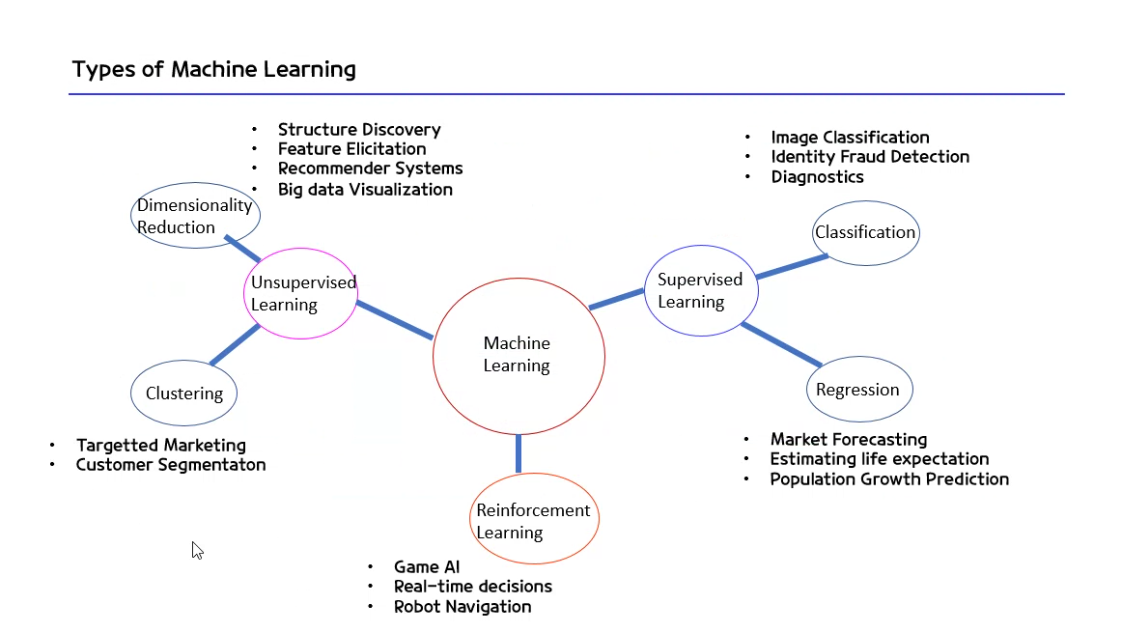 Types of Machine Learning
• Structure Discovery
• Feature Elicitation
• Recommender Systems
• Big data Visualization
• Image Classification
• Identity Fraud Detection
• Diagnostics
Dimensionality
Reduction
Classification
Unsupervised
Learning
Supervised
Learning
Machine
Learning
Clustering
Regression
• Targetted Marketing
• Customer Segmentaton
• Market Forecasting
• Estimating life expectation
• Population Growth Prediction
Reinforcement
Learning
• Game AI
• Real-time decisions
• Robot Navigation